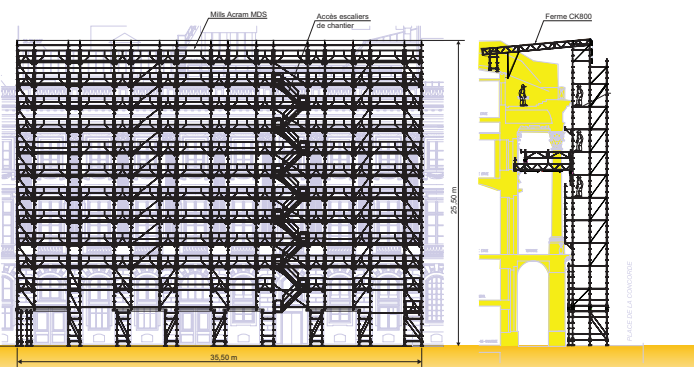 Mills Acram MDS
Accès escaliers
de chantier
Ferme CK800
25,50 m
PLACE DE LA CONCORDE
35,50 m